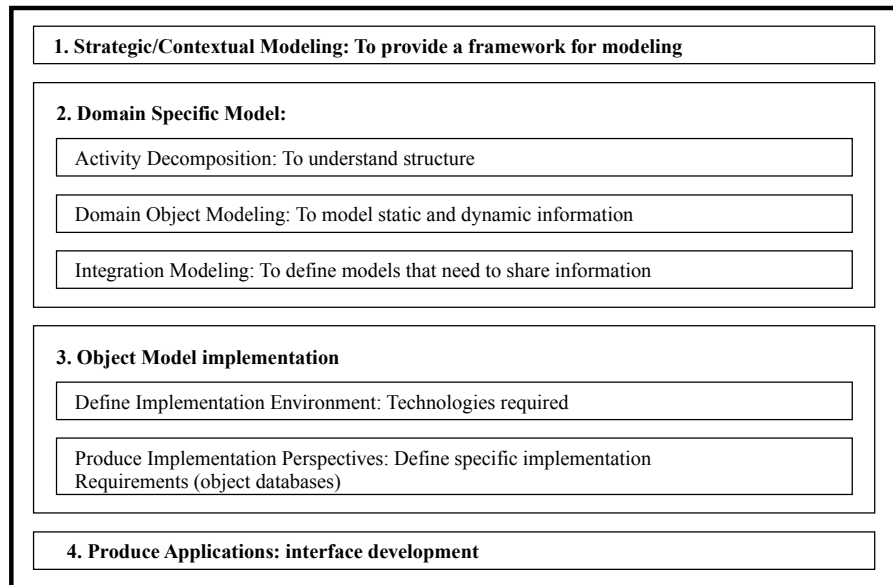 1. Strategic/Contextual Modeling: To provide a framework for modeling
2. Domain Specific Model:
Activity Decomposition: To understand structure
Domain Object Modeling: To model static and dynamic information
Integration Modeling: To define models that need to share information
3. Object Model implementation
Define Implementation Environment: Technologies required
Produce Implementation Perspectives: Define specific implementation
Requirements (object databases)
4. Produce Applications: interface development